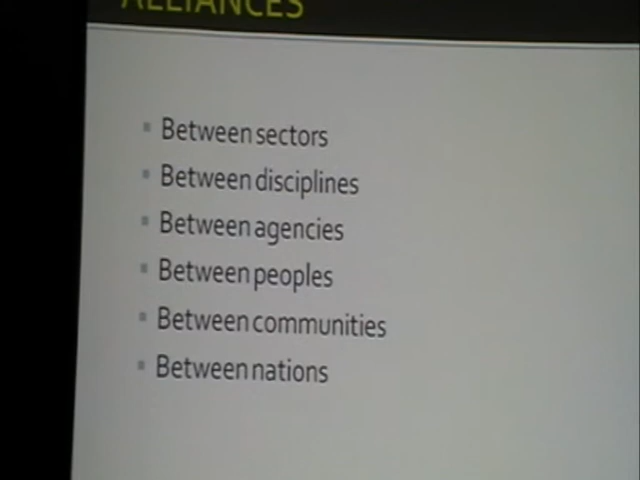 ALLIANCES
Between sectors
Between disciplines
Between agencies
Between peoples
Between communities
Between nations